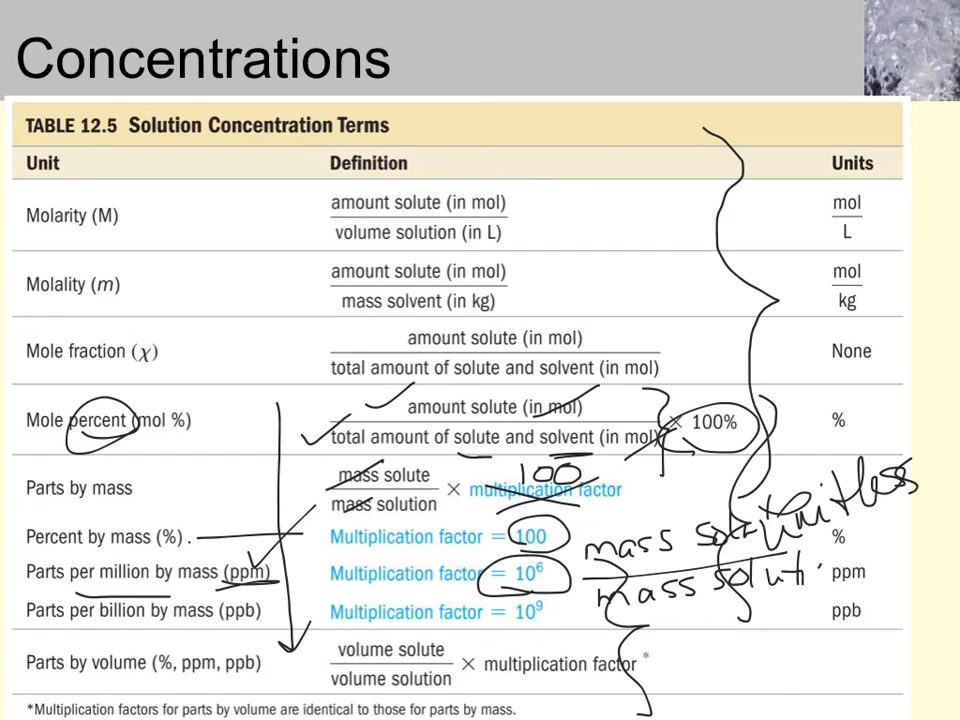 Concentrations
TABLE 12.5 Solution Concentration Terms
Unit Definition Units
Molarity (M) amount solute (in mol) mol
volume solution (in L) L
Molality (m) amount solute (in mol) mol
mass solvent (in kg) kg
Mole fraction (χ) amount solute (in mol) None
total amount of solute and solvent (in mol)
Mole percent (mol %) amount solute (in mol) × 100% %
total amount of solute and solvent (in mol)
100
unitless
Parts by mass mass solute × multiplication factor
mass solution
Percent by mass (%) Multiplication factor = 100 %
mass
Parts per million by mass (ppm) Multiplication factor = 10⁶ ppm
mass solut
Parts per billion by mass (ppb) Multiplication factor = 10⁹ ppb
Parts by volume (%, ppm, ppb) volume solute × multiplication factor*
volume solution
*Multiplication factors for parts by volume are identical to those for parts by mass.